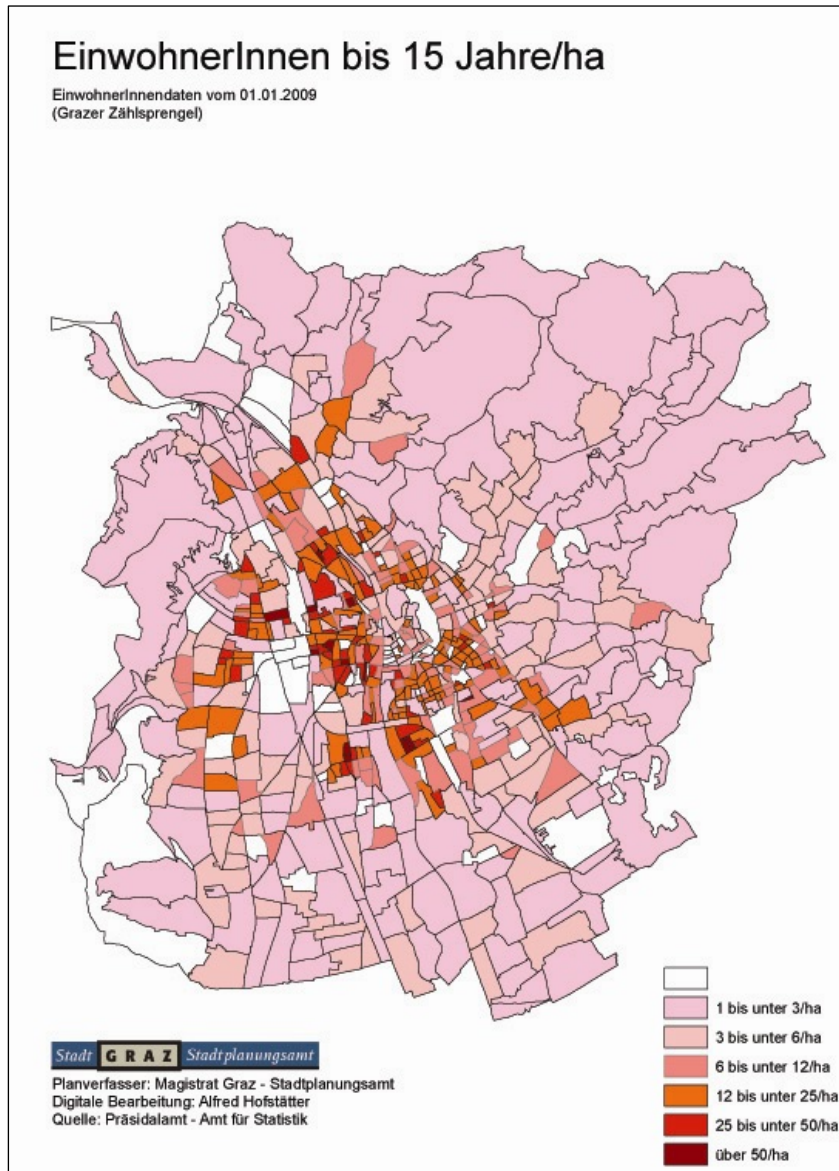 EinwohnerInnen bis 15 Jahre/ha
EinwohnerInnendaten vom 01.01.2009
(Grazer Zählsprengel)
1 bis unter 3/ha
3 bis unter 6/ha
6 bis unter 12/ha
12 bis unter 25/ha
25 bis unter 50/ha
über 50/ha
Stadt GRAZ Stadtplanungsamt
Planverfasser: Magistrat Graz - Stadtplanungsamt
Digitale Bearbeitung: Alfred Hofstätter
Quelle: Präsidalamt - Amt für Statistik